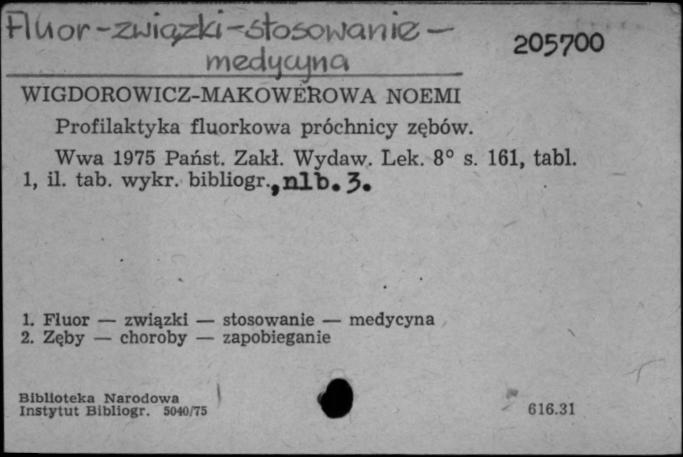 Fluor-związki-stosowanie-
medycyna
205700
WIGDOROWICZ-MAKOWEROWA NOEMI
Profilaktyka fluorkowa próchnicy zębów.
Wwa 1975 Państ. Zakł. Wydaw. Lek. 8° s. 161, tabl.
1, il. tab. wykr. bibliogr., nlb. 3.
1. Fluor — związki — stosowanie — medycyna
2. Zęby — choroby — zapobieganie
Biblioteka Narodowa
Instytut Bibliogr. 5040/75
616.31